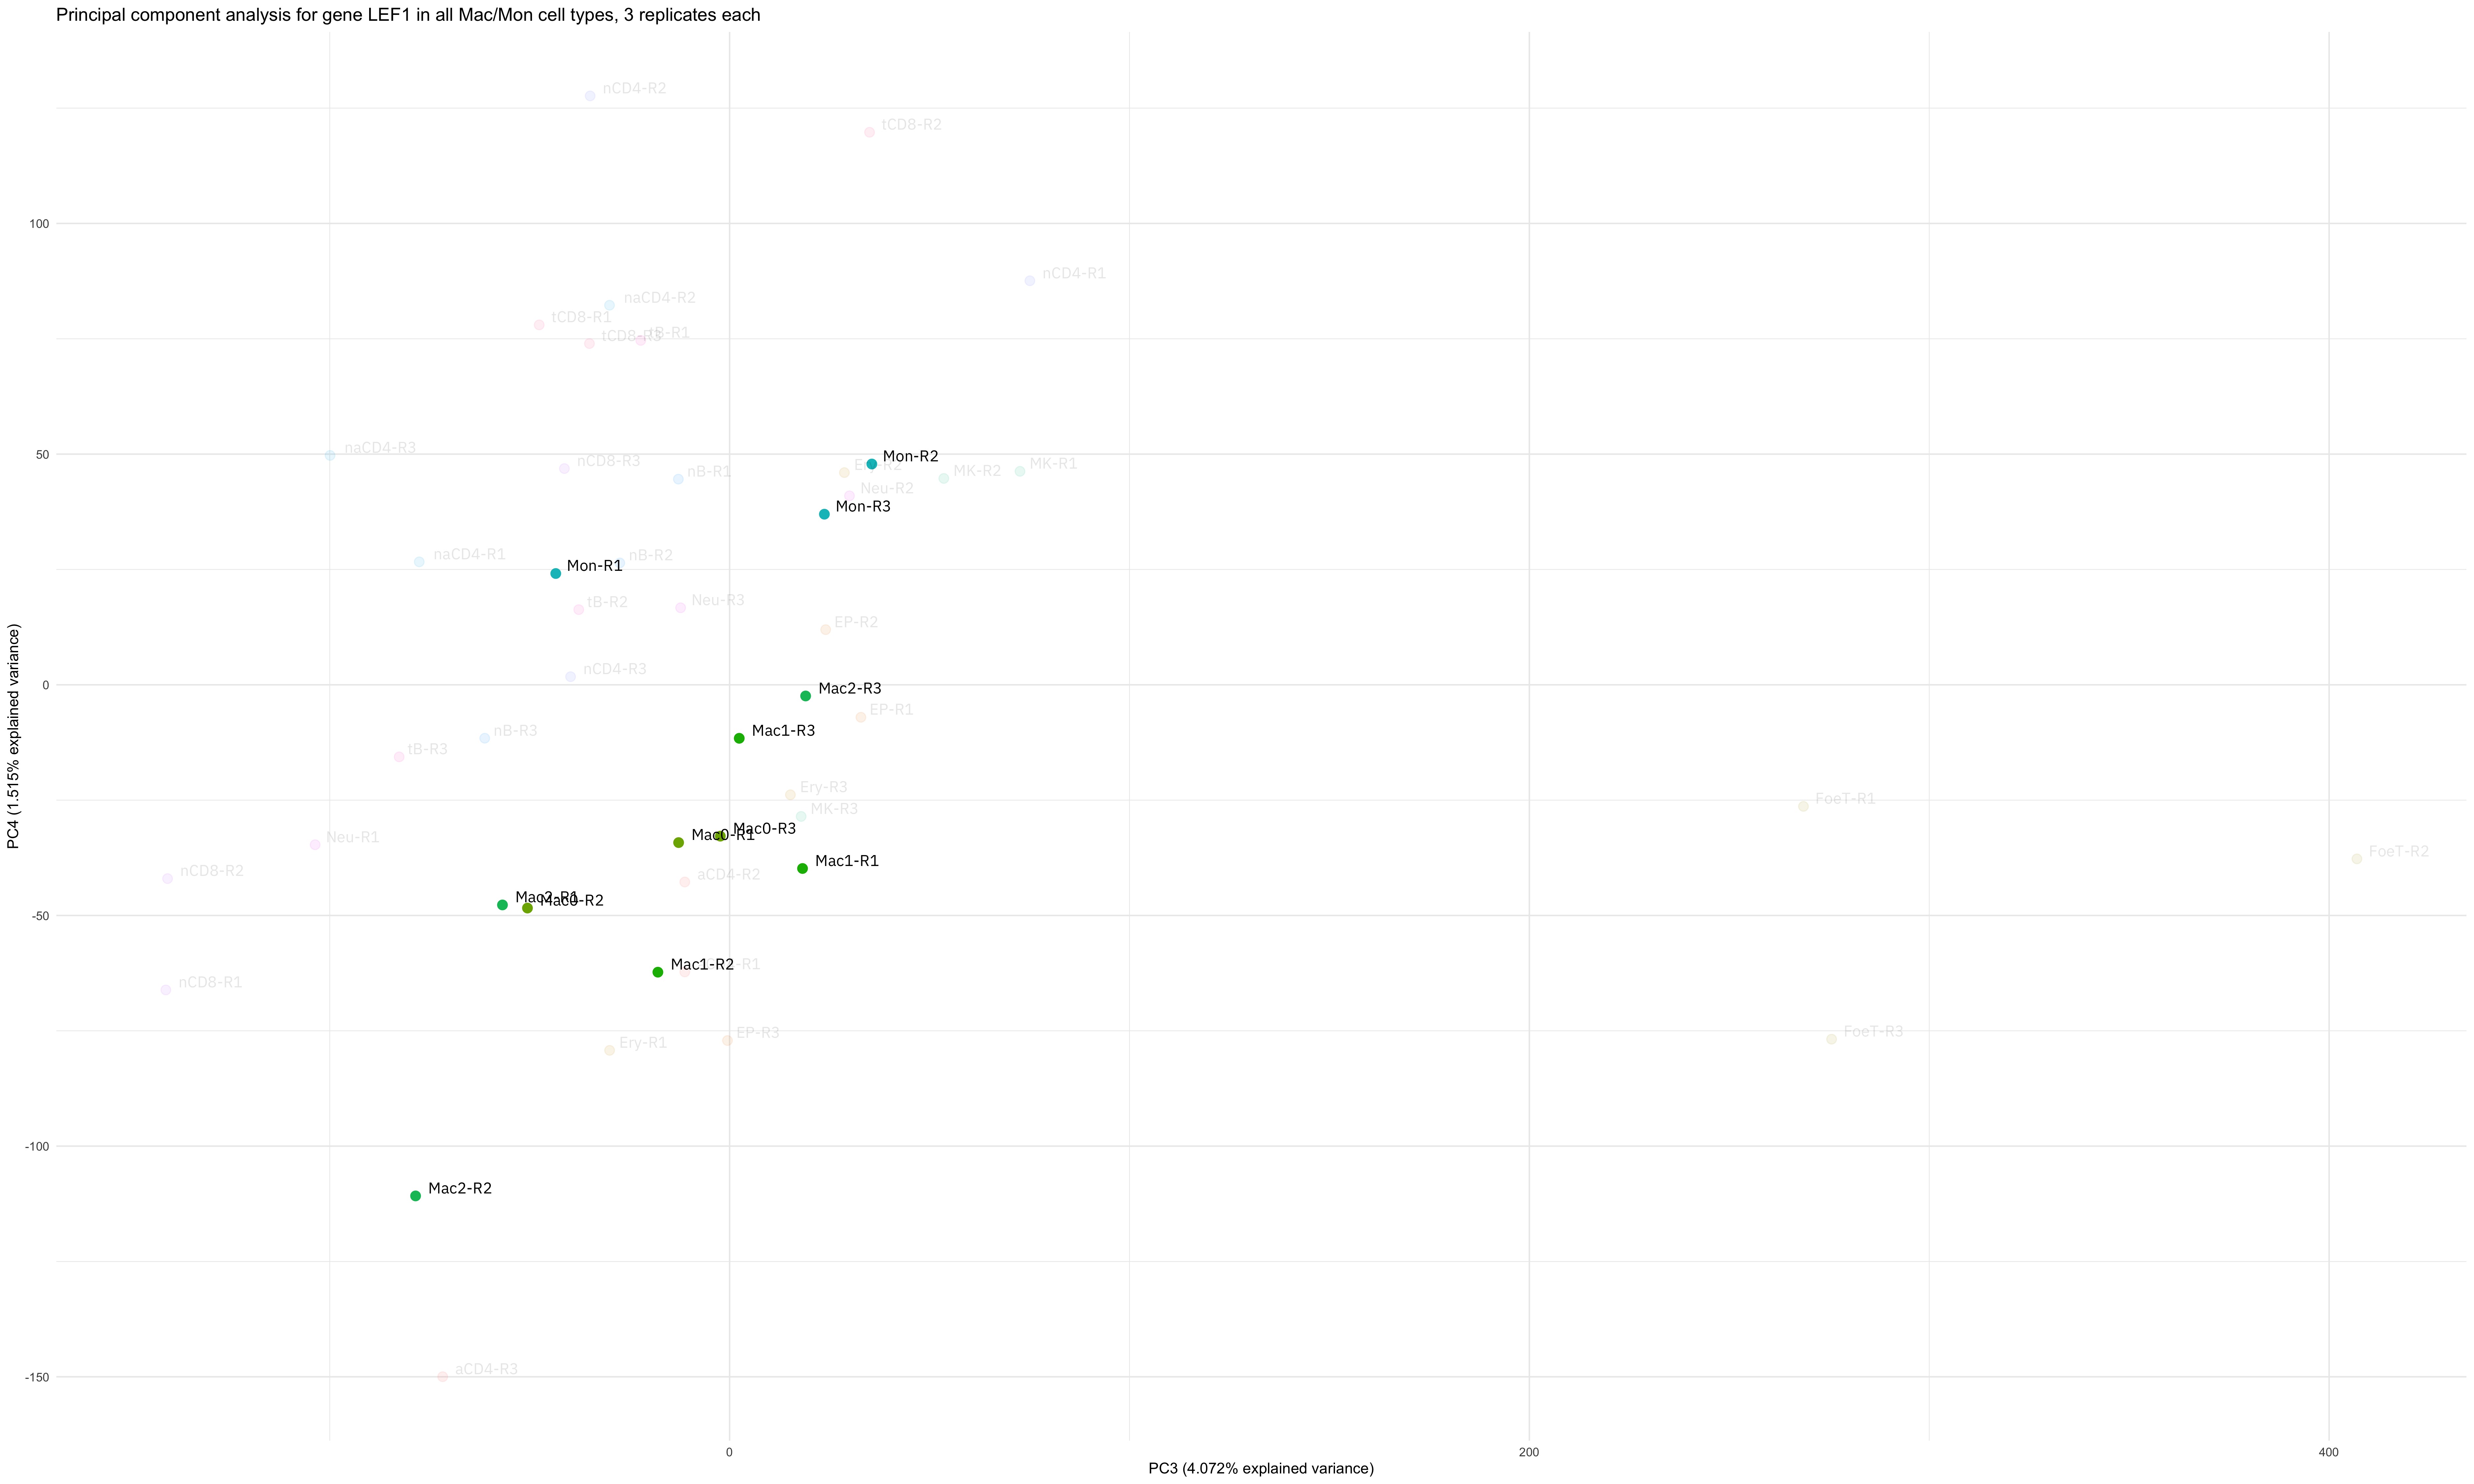 Principal component analysis for gene LEF1 in all Mac/Mon cell types, 3 replicates each
nCD4-R2
tCD8-R2
100
nCD4-R1
naCD4-R2
tCD8-R1
tCD8-R3
tB-R1
50
naCD4-R3
nCD8-R3
nB-R1
Mon-R2
MK-R2
MK-R1
Neu-R2
Mon-R3
naCD4-R1
nB-R2
Mon-R1
tB-R2
Neu-R3
EP-R2
nCD4-R3
0
Mac2-R3
EP-R1
Mac1-R3
nB-R3
tB-R3
Ery-R3
MK-R3
FoeT-R1
Mac0-R1
Mac0-R3
Neu-R1
Mac1-R1
FoeT-R2
nCD8-R2
aCD4-R2
Mac2-R1
Mac0-R2
-50
Mac1-R2
nCD8-R1
Ery-R1
EP-R3
FoeT-R3
-100
Mac2-R2
aCD4-R3
-150
PC4 (1.515% explained variance)
0
200
400
PC3 (4.072% explained variance)